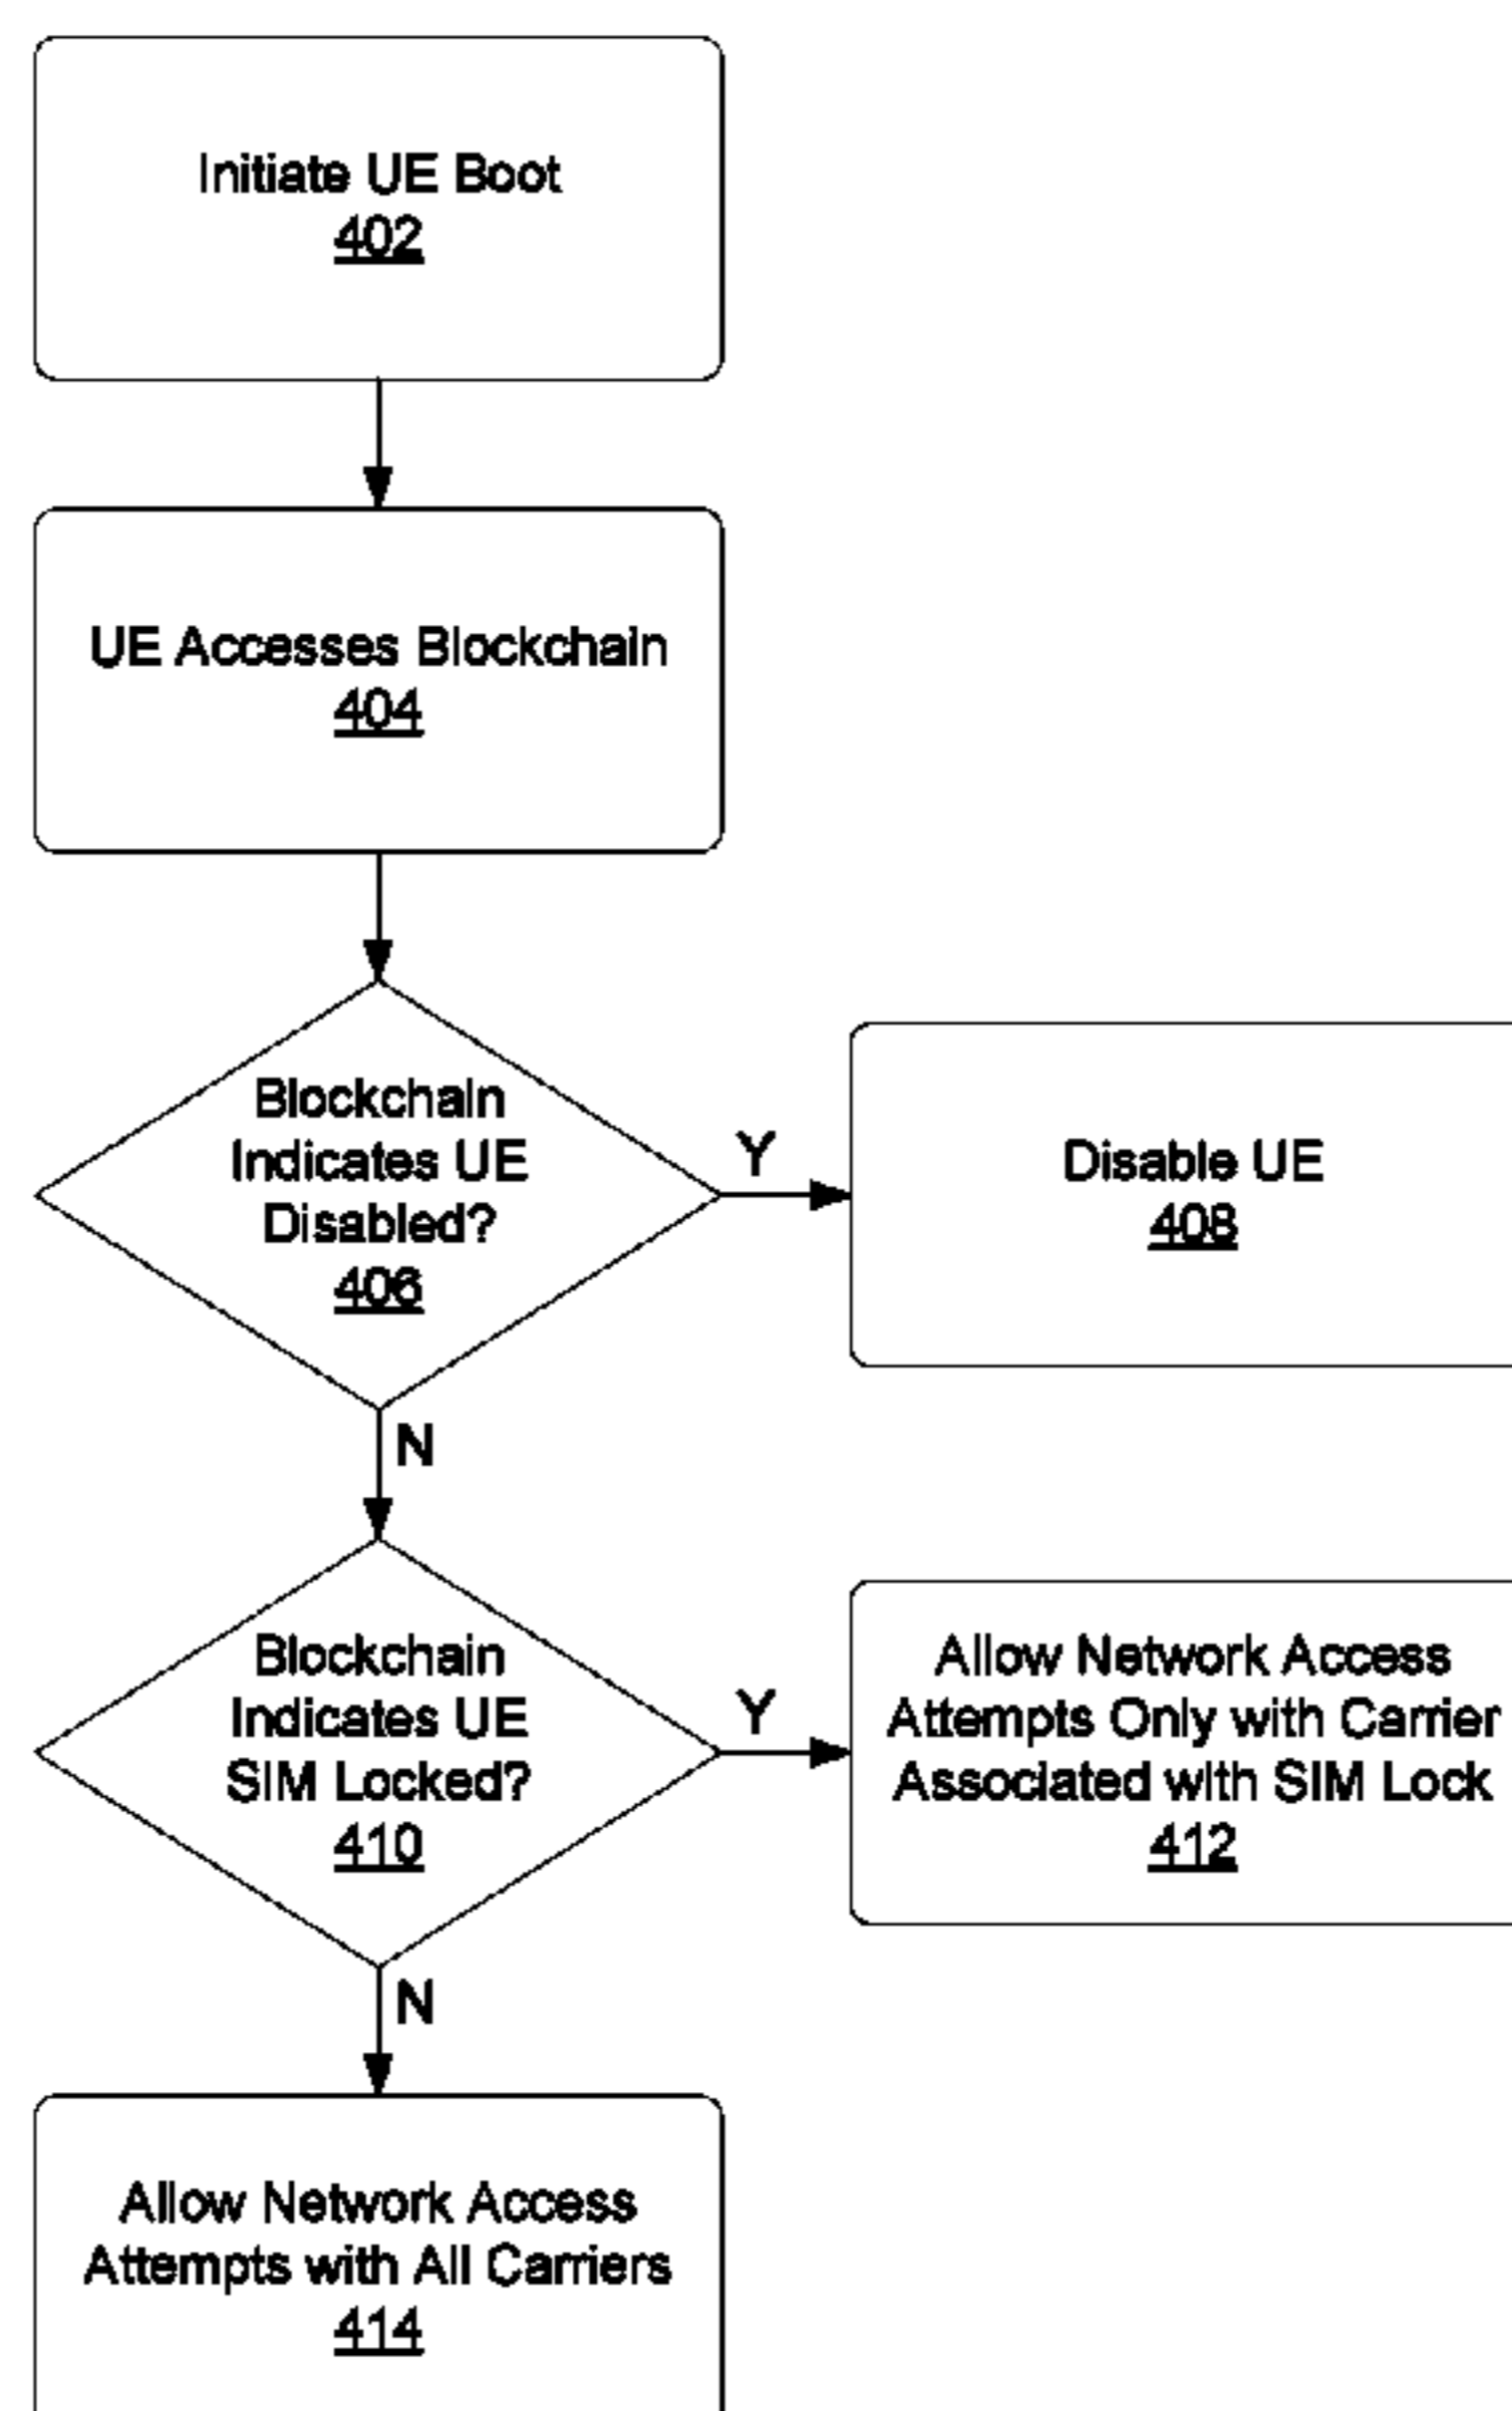 Initiate UE Boot
402
UE Accesses Blockchain
404
Blockchain
Indicates UE
Disabled?
406
Y
Disable UE
408
N
Blockchain
Indicates UE
SIM Locked?
410
Y
Allow Network Access
Attempts Only with Carrier
Associated with SIM Lock
412
N
Allow Network Access
Attempts with All Carriers
414